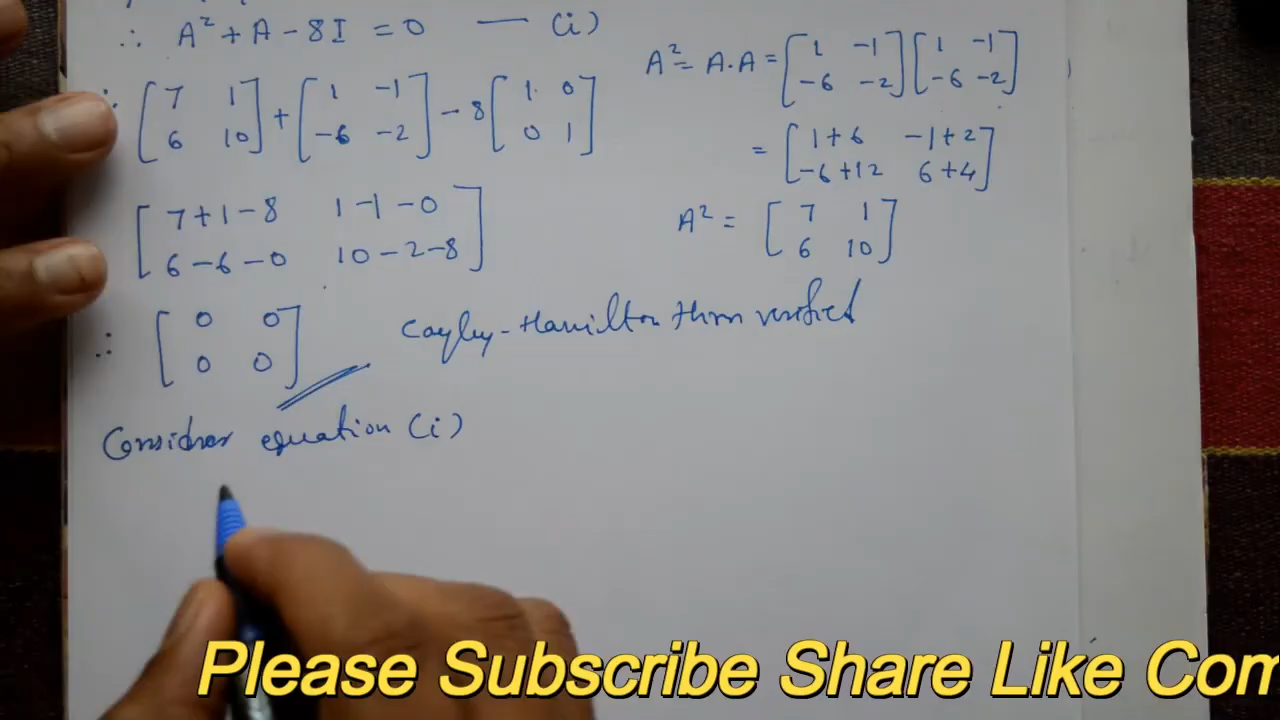 ∴ A² + A - 8I = 0 — (i)
∴ [7 1; 6 10] + [1 -1; -6 -2] - 8 [1 0; 0 1]
[7+1-8 1-1-0; 6-6-0 10-2-8]
∴ [0 0; 0 0]
A² = A·A = [1 -1; -6 -2] [1 -1; -6 -2]
= [1+6 -1+2; -6+12 6+4]
A² = [7 1; 6 10]
Cayley-Hamilton thm verified
Consider equation (i)
Please Subscribe Share Like Com